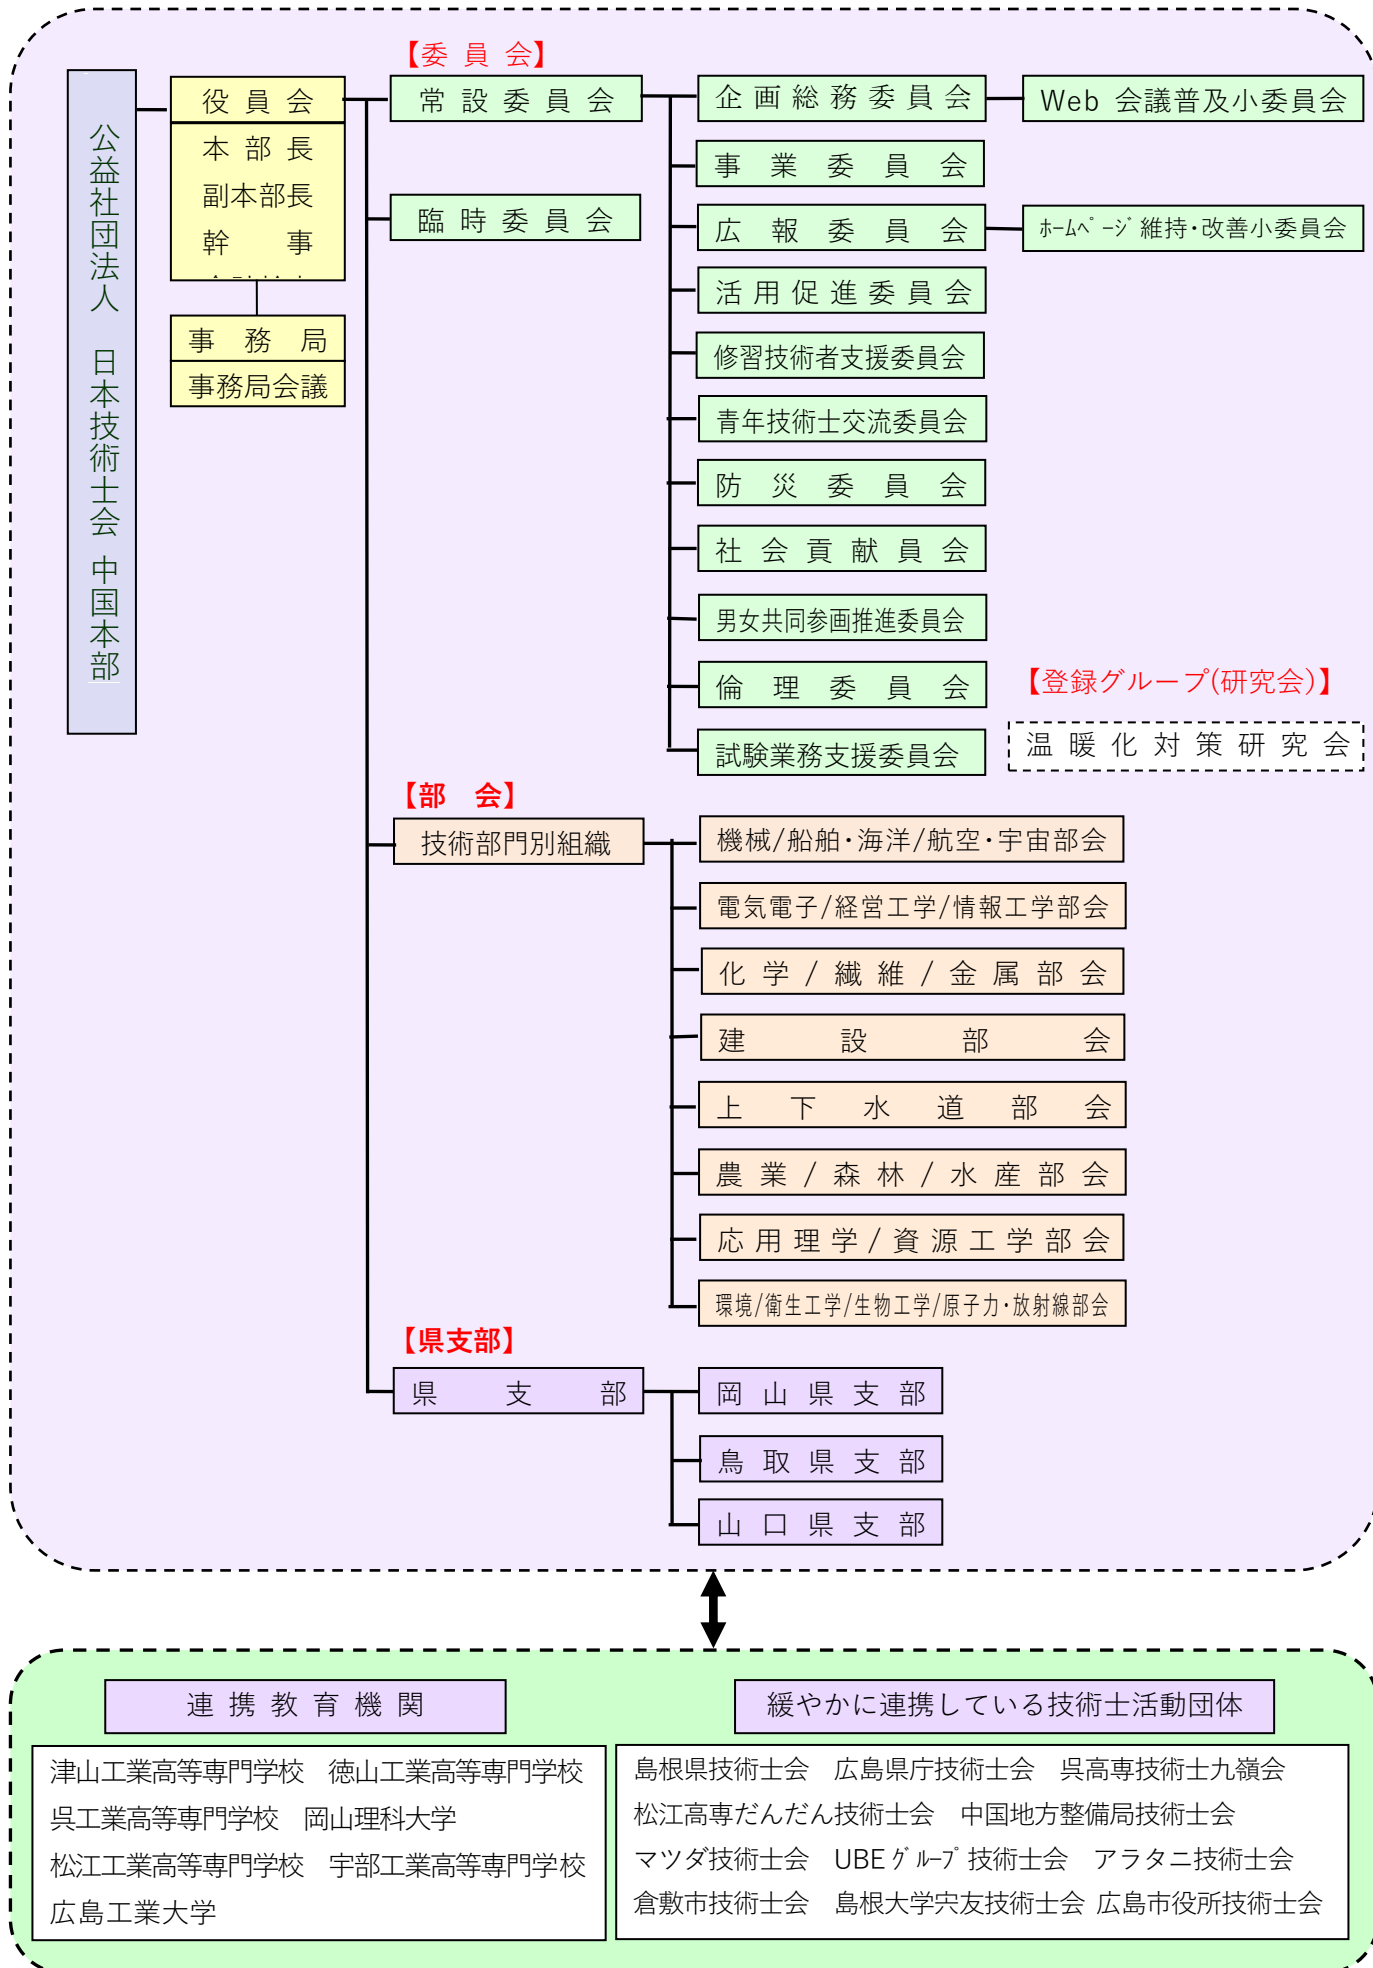 公益社団法人 日本技術士会 中国本部
役員会
本部長
副本部長
幹事
事務局
事務局会議
【委員会】
常設委員会
臨時委員会
企画総務委員会
Web 会議普及小委員会
事業委員会
広報委員会
ﾎｰﾑﾍﾟｰｼﾞ維持・改善小委員会
活用促進委員会
修習技術者支援委員会
青年技術士交流委員会
防災委員会
社会貢献員会
男女共同参画推進委員会
倫理委員会
試験業務支援委員会
【登録グループ(研究会)】
温暖化対策研究会
【部 会】
技術部門別組織
機械/船舶・海洋/航空・宇宙部会
電気電子/経営工学/情報工学部会
化学/繊維/金属部会
建設部会
上下水道部会
農業/森林/水産部会
応用理学/資源工学部会
環境/衛生工学/生物工学/原子力・放射線部会
【県支部】
県支部
岡山県支部
鳥取県支部
山口県支部
連携教育機関
津山工業高等専門学校 徳山工業高等専門学校
呉工業高等専門学校 岡山理科大学
松江工業高等専門学校 宇部工業高等専門学校
広島工業大学
緩やかに連携している技術士活動団体
島根県技術士会 広島県庁技術士会 呉高専技術士九嶺会
松江高専だんだん技術士会 中国地方整備局技術士会
マツダ技術士会 UBEｸﾞﾙｰﾌﾟ技術士会 アラタニ技術士会
倉敷市技術士会 島根大学宍友技術士会 広島市役所技術士会